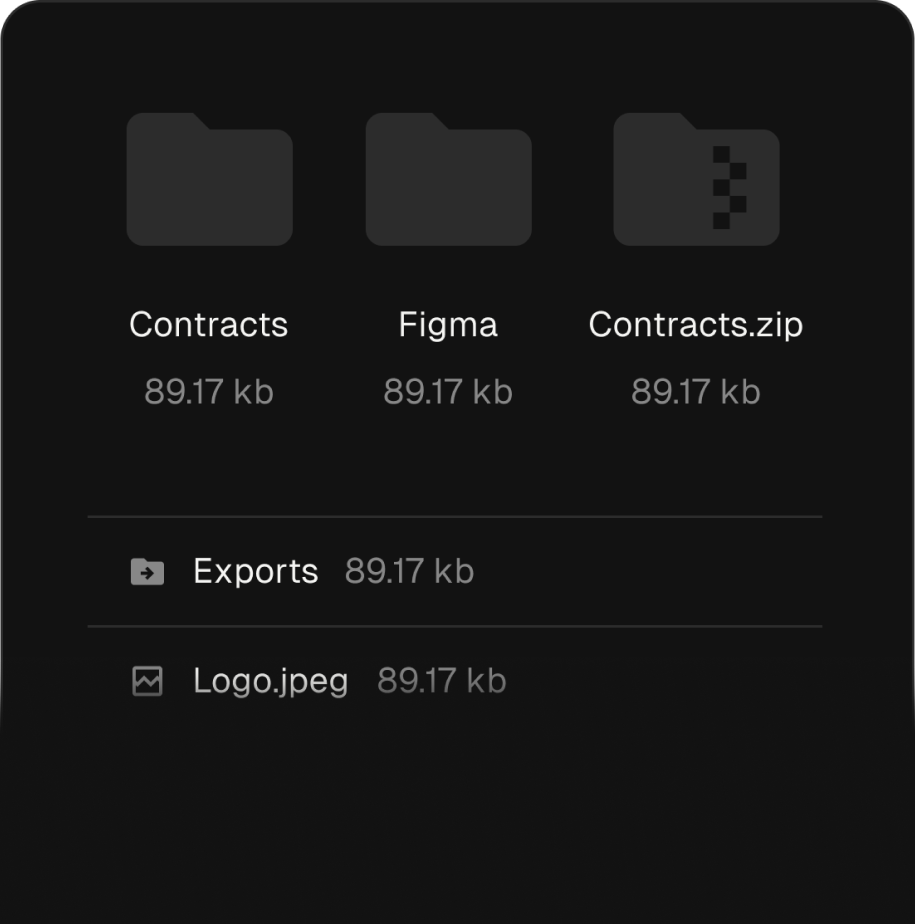 Contracts Figma Contracts.zip
89.17 kb 89.17 kb 89.17 kb
Exports 89.17 kb
Logo.jpeg 89.17 kb